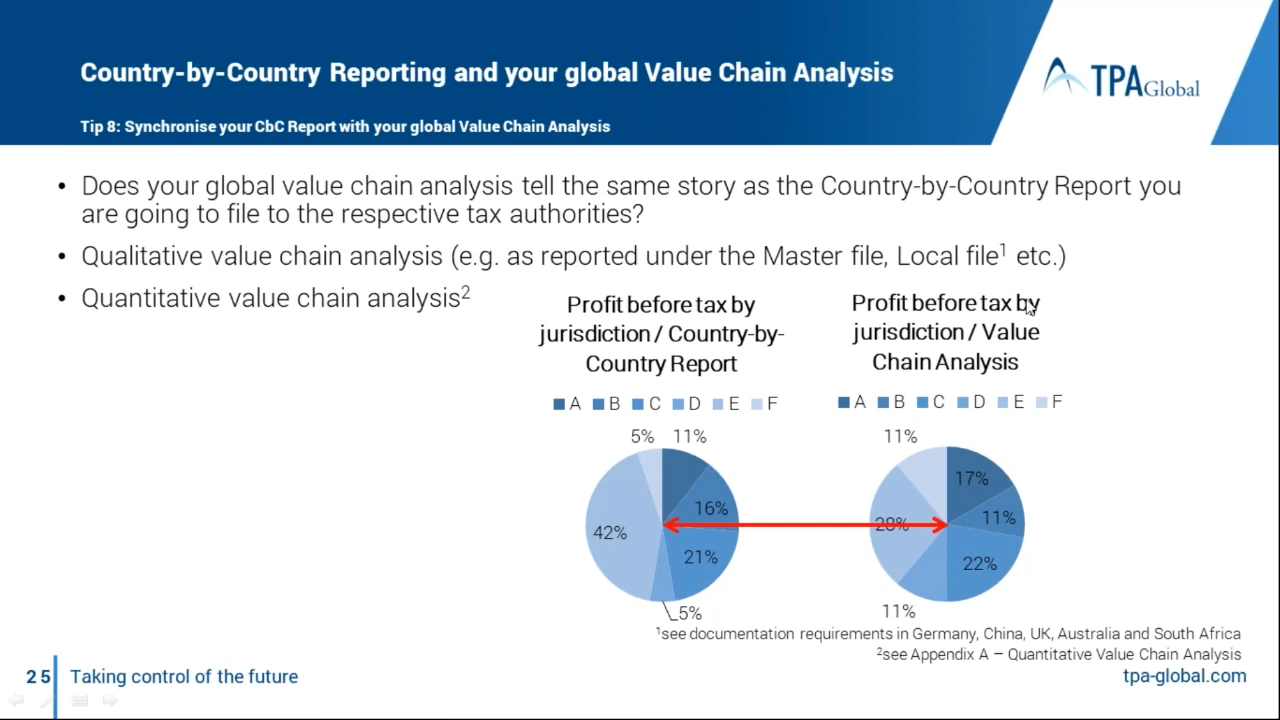 Country-by-Country Reporting and your global Value Chain Analysis
TPA Global
Tip 8: Synchronise your CbC Report with your global Value Chain Analysis
• Does your global value chain analysis tell the same story as the Country-by-Country Report you
are going to file to the respective tax authorities?
• Qualitative value chain analysis (e.g. as reported under the Master file, Local file¹ etc.)
• Quantitative value chain analysis²
Profit before tax by
jurisdiction / Country-by-
Country Report
A B C D E F
5% 11%
16%
42%
21%
5%
Profit before tax by
jurisdiction / Value
Chain Analysis
A B C D E F
11%
17%
28% 11%
22%
11%
¹see documentation requirements in Germany, China, UK, Australia and South Africa
²see Appendix A – Quantitative Value Chain Analysis
25 Taking control of the future
tpa-global.com